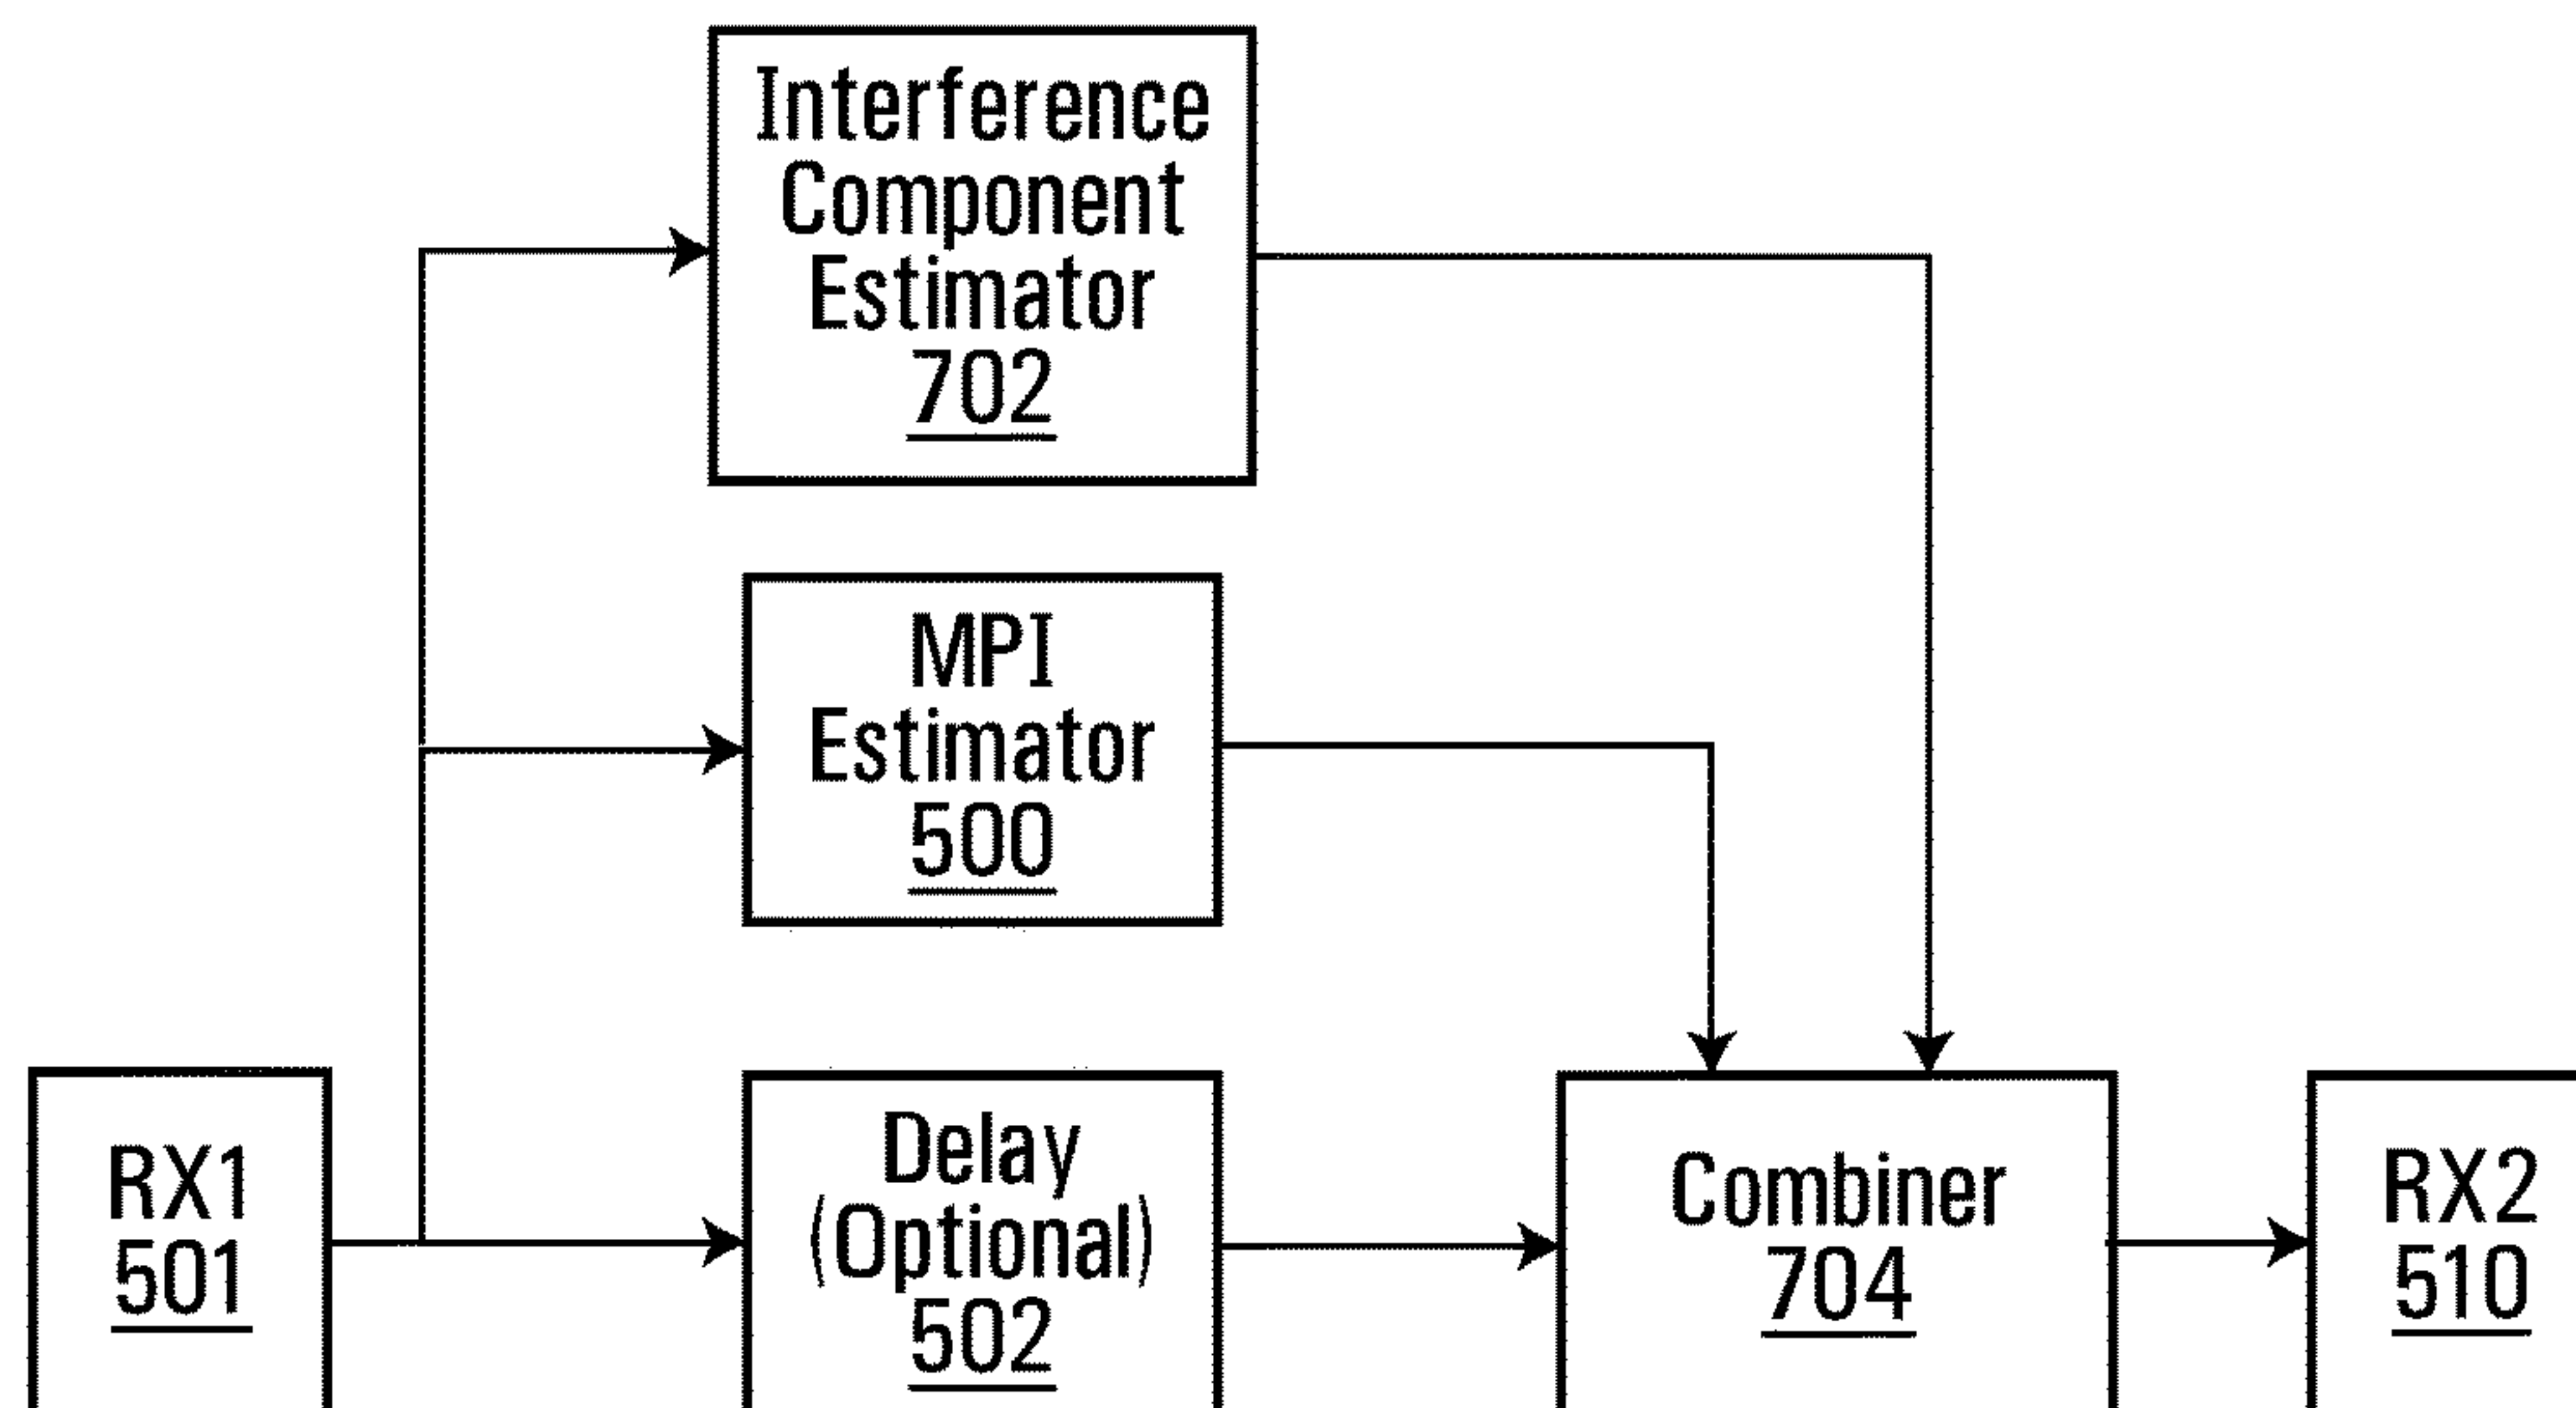 Interference
Component
Estimator
702
MPI
Estimator
500
RX1
501
Delay
(Optional)
502
Combiner
704
RX2
510